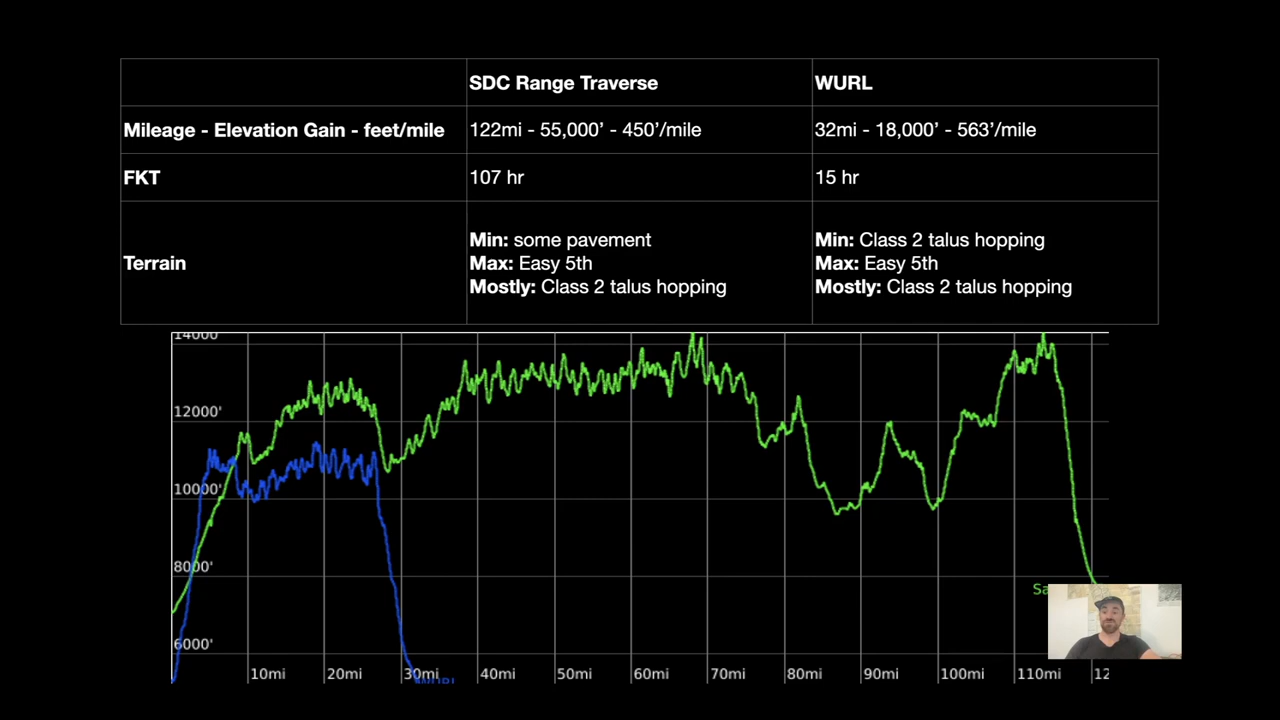 SDC Range Traverse WURL
Mileage - Elevation Gain - feet/mile 122mi - 55,000’ - 450’/mile 32mi - 18,000’ - 563’/mile
FKT 107 hr 15 hr
Min: some pavement Min: Class 2 talus hopping
Terrain Max: Easy 5th Max: Easy 5th
Mostly: Class 2 talus hopping Mostly: Class 2 talus hopping
14000'
12000'
10000'
8000'
Sa
6000'
10mi 20mi 30mi 40mi 50mi 60mi 70mi 80mi 90mi 100mi 110mi 12
WURL